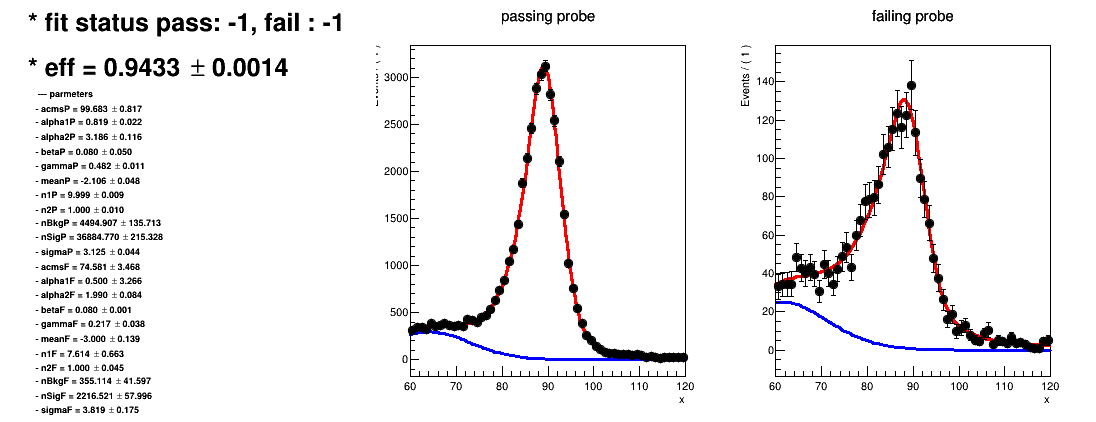 * fit status pass: -1, fail : -1
* eff = 0.9433 ± 0.0014
--- parmeters
- acmsP = 99.683 ± 0.817
- alpha1P = 0.819 ± 0.022
- alpha2P = 3.186 ± 0.116
- betaP = 0.080 ± 0.050
- gammaP = 0.482 ± 0.011
- meanP = -2.106 ± 0.048
- n1P = 9.999 ± 0.009
- n2P = 1.000 ± 0.010
- nBkgP = 4494.907 ± 135.713
- nSigP = 36884.770 ± 215.328
- sigmaP = 3.125 ± 0.044
- acmsF = 74.581 ± 3.468
- alpha1F = 0.500 ± 3.266
- alpha2F = 1.990 ± 0.084
- betaF = 0.080 ± 0.001
- gammaF = 0.217 ± 0.038
- meanF = -3.000 ± 0.139
- n1F = 7.614 ± 0.663
- n2F = 1.000 ± 0.045
- nBkgF = 355.114 ± 41.597
- nSigF = 2216.521 ± 57.996
- sigmaF = 3.819 ± 0.175
passing probe
3000
2500
2000
1500
1000
500
0
60 70 80 90 100 110 120
x
failing probe
Events / ( 1 )
140
120
100
80
60
40
20
0
60 70 80 90 100 110 120
x